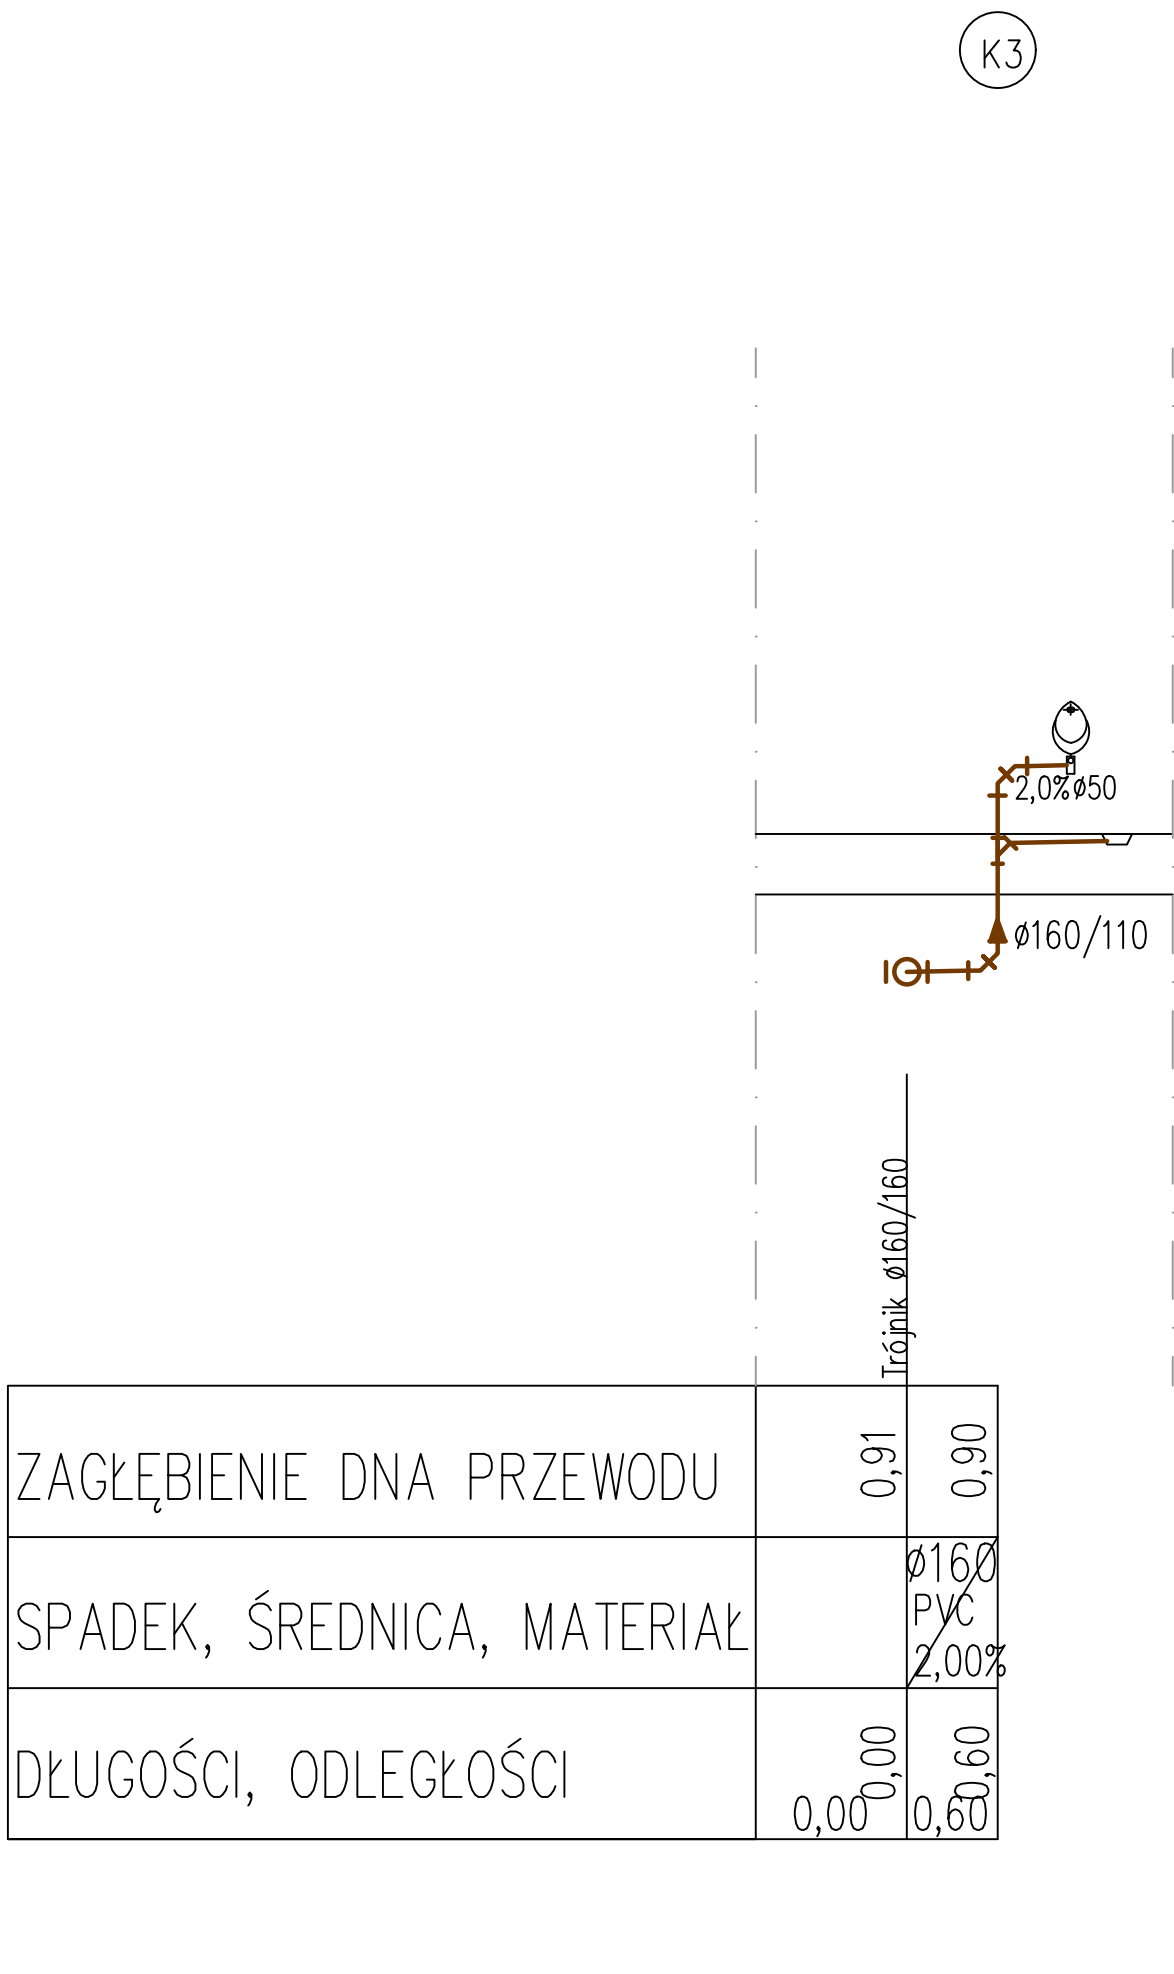 K3
2,0%ø50
ø160/110
Trójnik ø160/160
ZAGŁĘBIENIE DNA PRZEWODU
0,91
0,90
SPADEK, ŚREDNICA, MATERIAŁ
ø160
PVC
2,00%
DŁUGOŚCI, ODLEGŁOŚCI
0,00
0,00
0,60
0,60